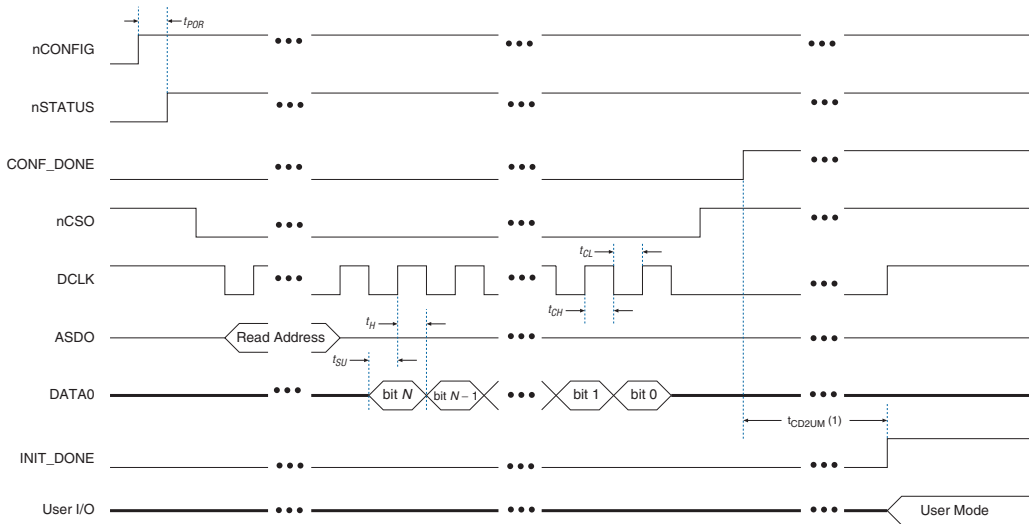 t_POR
nCONFIG
nSTATUS
CONF_DONE
nCSO
t_CL
DCLK
t_CH
t_H
ASDO
Read Address
t_SU
DATA0
bit N
bit N – 1
bit 1
bit 0
t_CD2UM (1)
INIT_DONE
User I/O
User Mode